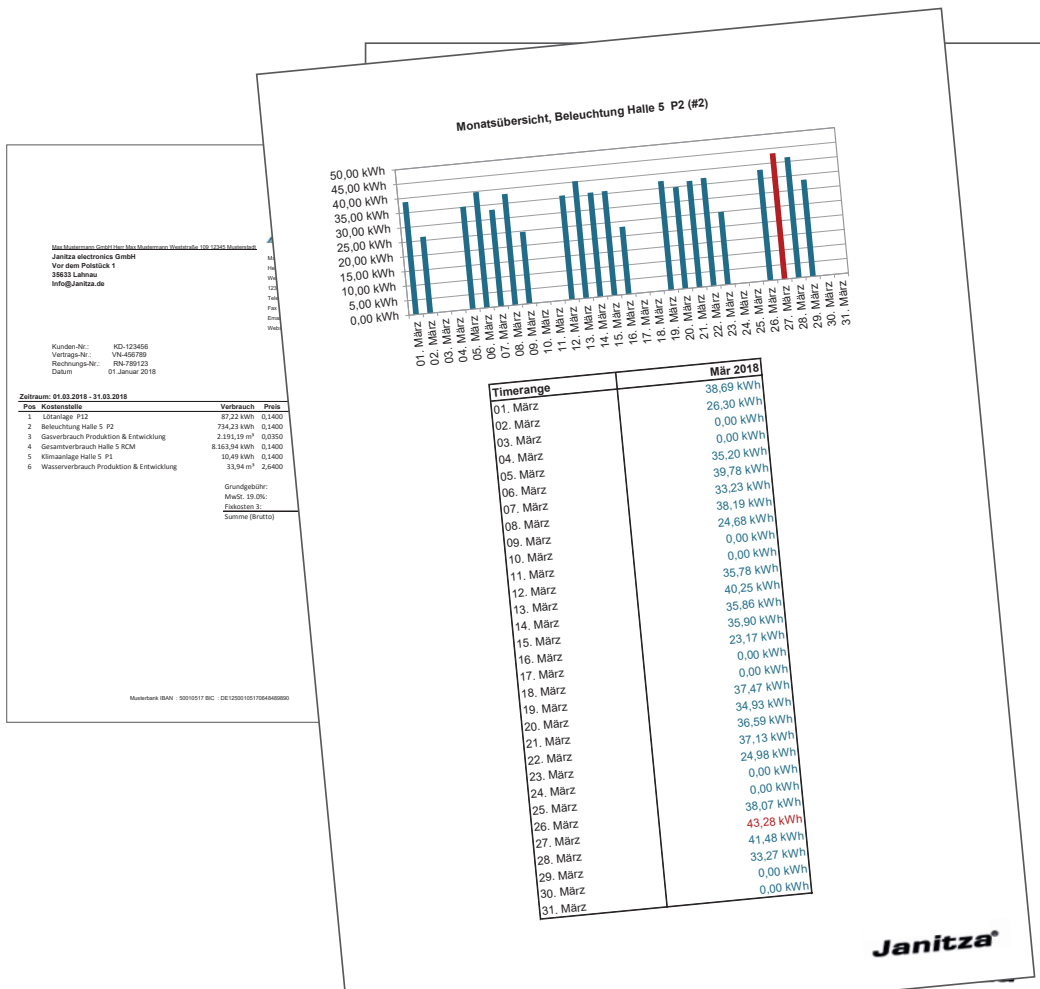 Max Mustermann GmbH Herr Max Mustermann Weststraße 109 12345 Musterstadt
Janitza electronics GmbH
Vor dem Polstück 1
35633 Lahnau
Info@Janitza.de
123
Fax
Kunden-Nr.: KD-123456
Vertrags-Nr.: VN-456789
Rechnungs-Nr.: RN-789123
Datum 01.Januar 2018
Zeitraum: 01.03.2018 - 31.03.2018
Pos Kostenstelle Verbrauch Preis
1 Lötanlage P12 87,22 kWh 0,1400
2 Beleuchtung Halle 5 P2 734,23 kWh 0,1400
3 Gasverbrauch Produktion & Entwicklung 2.191,19 m³ 0,0350
4 Gesamtverbrauch Halle 5 RCM 8.163,94 kWh 0,1400
5 Klimaanlage Halle 5 P1 10,49 kWh 0,1400
6 Wasserverbrauch Produktion & Entwicklung 33,94 m³ 2,6400
Grundgebühr:
MwSt. 19.0%:
Fixkosten 3:
Summe (Brutto)
Musterbank IBAN : 50010517 BIC : DE12500105170648489890
Monatsübersicht, Beleuchtung Halle 5 P2 (#2)
50,00 kWh
45,00 kWh
40,00 kWh
35,00 kWh
30,00 kWh
25,00 kWh
20,00 kWh
15,00 kWh
10,00 kWh
5,00 kWh
0,00 kWh
01. März
02. März
03. März
04. März
05. März
06. März
07. März
08. März
09. März
10. März
11. März
12. März
13. März
14. März
15. März
16. März
17. März
18. März
19. März
20. März
21. März
22. März
23. März
24. März
25. März
26. März
27. März
28. März
29. März
30. März
31. März
Timerange Mär 2018
01. März 38,69 kWh
02. März 26,30 kWh
03. März 0,00 kWh
04. März 0,00 kWh
05. März 35,20 kWh
06. März 39,78 kWh
07. März 33,23 kWh
08. März 38,19 kWh
09. März 24,68 kWh
10. März 0,00 kWh
11. März 0,00 kWh
12. März 35,78 kWh
13. März 40,25 kWh
14. März 35,86 kWh
15. März 35,90 kWh
16. März 23,17 kWh
17. März 0,00 kWh
18. März 0,00 kWh
19. März 37,47 kWh
20. März 34,93 kWh
21. März 36,59 kWh
22. März 37,13 kWh
23. März 24,98 kWh
24. März 0,00 kWh
25. März 0,00 kWh
26. März 38,07 kWh
27. März 43,28 kWh
28. März 41,48 kWh
29. März 33,27 kWh
30. März 0,00 kWh
31. März 0,00 kWh
Janitza®